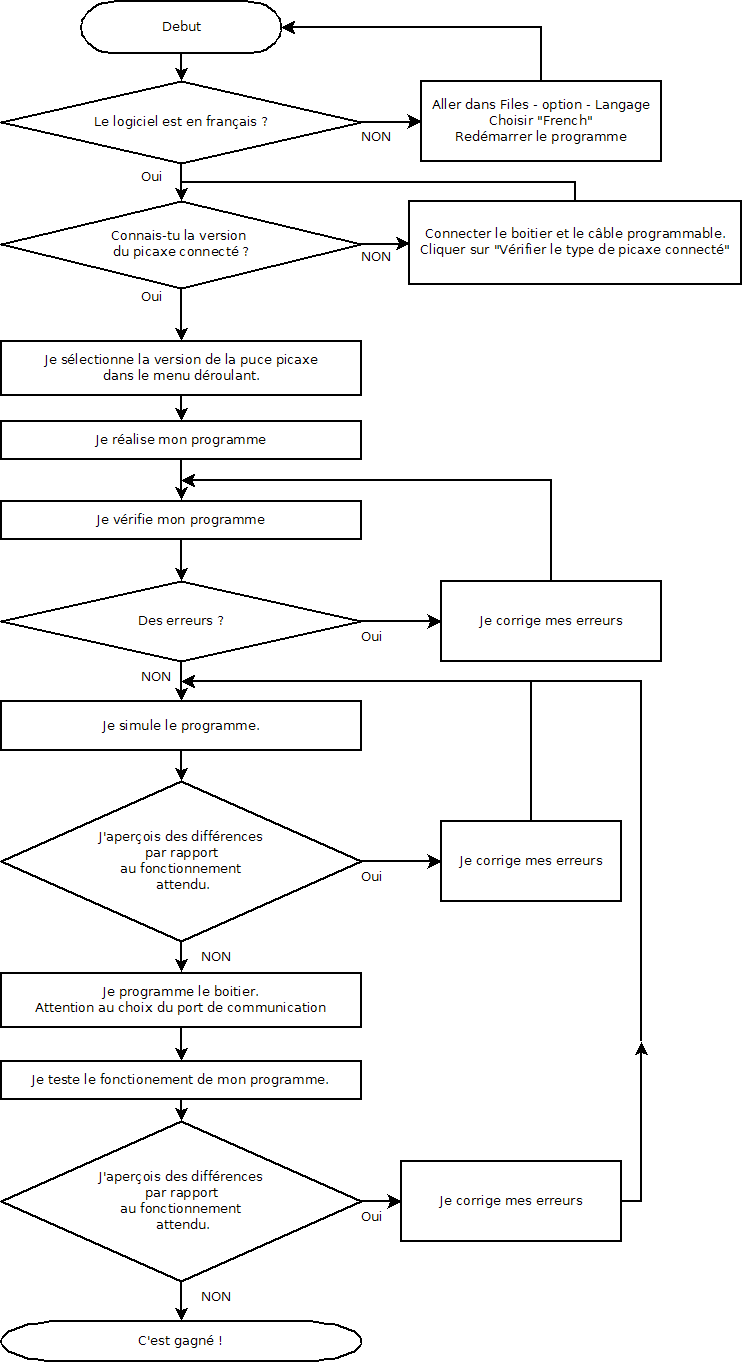 Debut
Le logiciel est en français ?
NON
Aller dans Files - option - Langage
Choisir "French"
Redémarrer le programme
Oui
Connais-tu la version
du picaxe connecté ?
NON
Connecter le boitier et le câble programmable.
Cliquer sur "Vérifier le type de picaxe connecté"
Oui
Je sélectionne la version de la puce picaxe
dans le menu déroulant.
Je réalise mon programme
Je vérifie mon programme
Des erreurs ?
Oui
Je corrige mes erreurs
NON
Je simule le programme.
J'aperçois des différences
par rapport
au fonctionnement
attendu.
Oui
Je corrige mes erreurs
NON
Je programme le boitier.
Attention au choix du port de communication
Je teste le fonctionement de mon programme.
J'aperçois des différences
par rapport
au fonctionnement
attendu.
Oui
Je corrige mes erreurs
NON
C'est gagné !